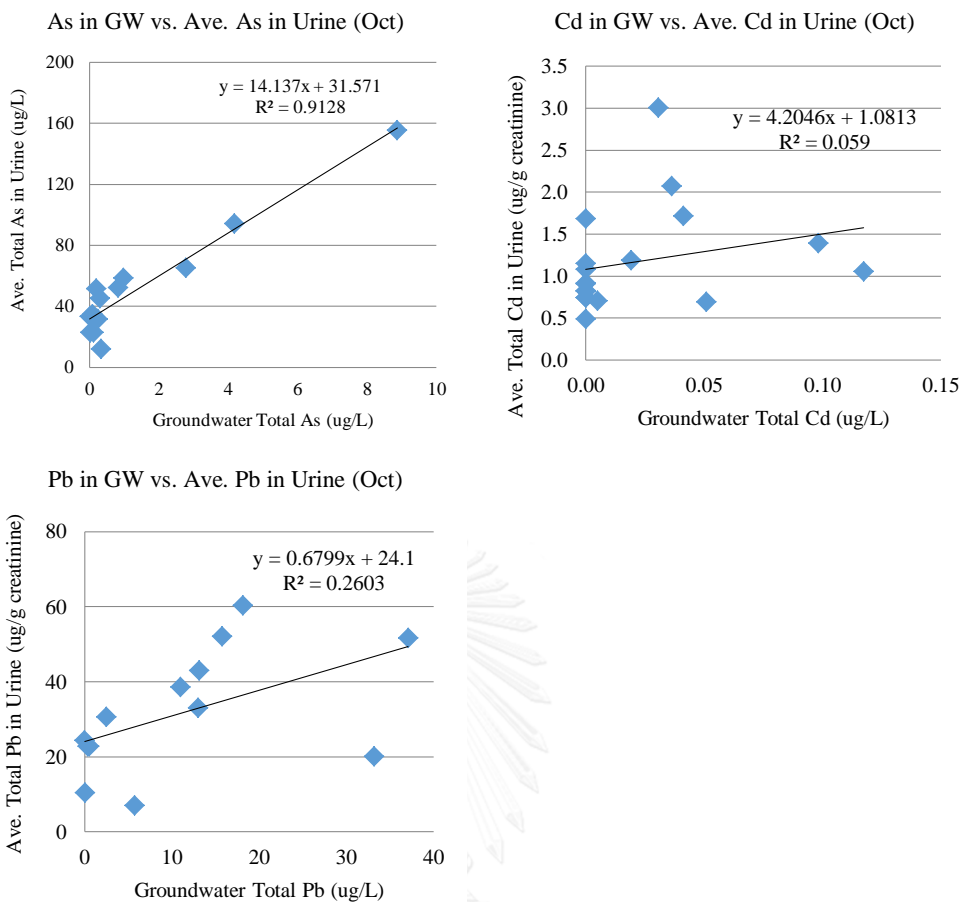 As in GW vs. Ave. As in Urine (Oct)
200
160
120
80
40
0
y = 14.137x + 31.571
R² = 0.9128
0 2 4 6 8 10
Ave. Total As in Urine (ug/L)
Groundwater Total As (ug/L)
Cd in GW vs. Ave. Cd in Urine (Oct)
3.5
3.0
2.5
2.0
1.5
1.0
0.5
0.0
y = 4.2046x + 1.0813
R² = 0.059
0.00 0.05 0.10 0.15
Ave. Total Cd in Urine (ug/g creatinine)
Groundwater Total Cd (ug/L)
Pb in GW vs. Ave. Pb in Urine (Oct)
80
60
40
20
0
y = 0.6799x + 24.1
R² = 0.2603
0 10 20 30 40
Ave. Total Pb in Urine (ug/g creatinine)
Groundwater Total Pb (ug/L)